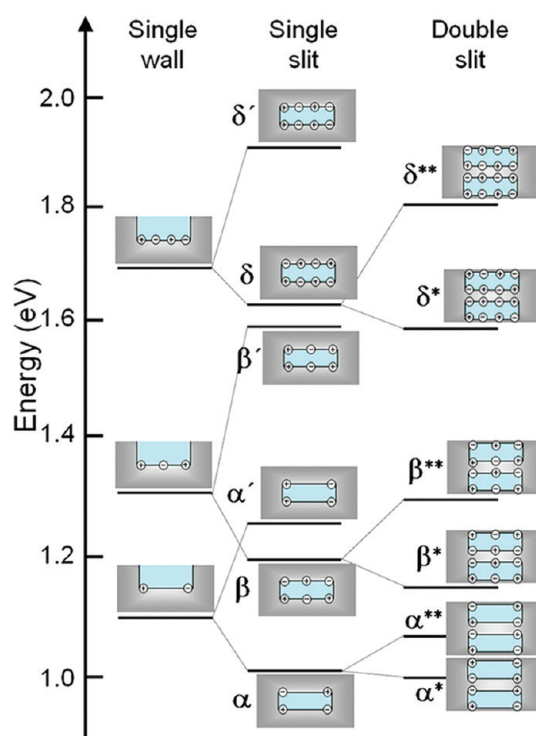 Single wall
Single slit
Double slit
Energy (eV)
2.0
1.8
1.6
1.4
1.2
1.0
δ´
δ
β´
α´
β
α
δ**
δ*
β**
β*
α**
α*